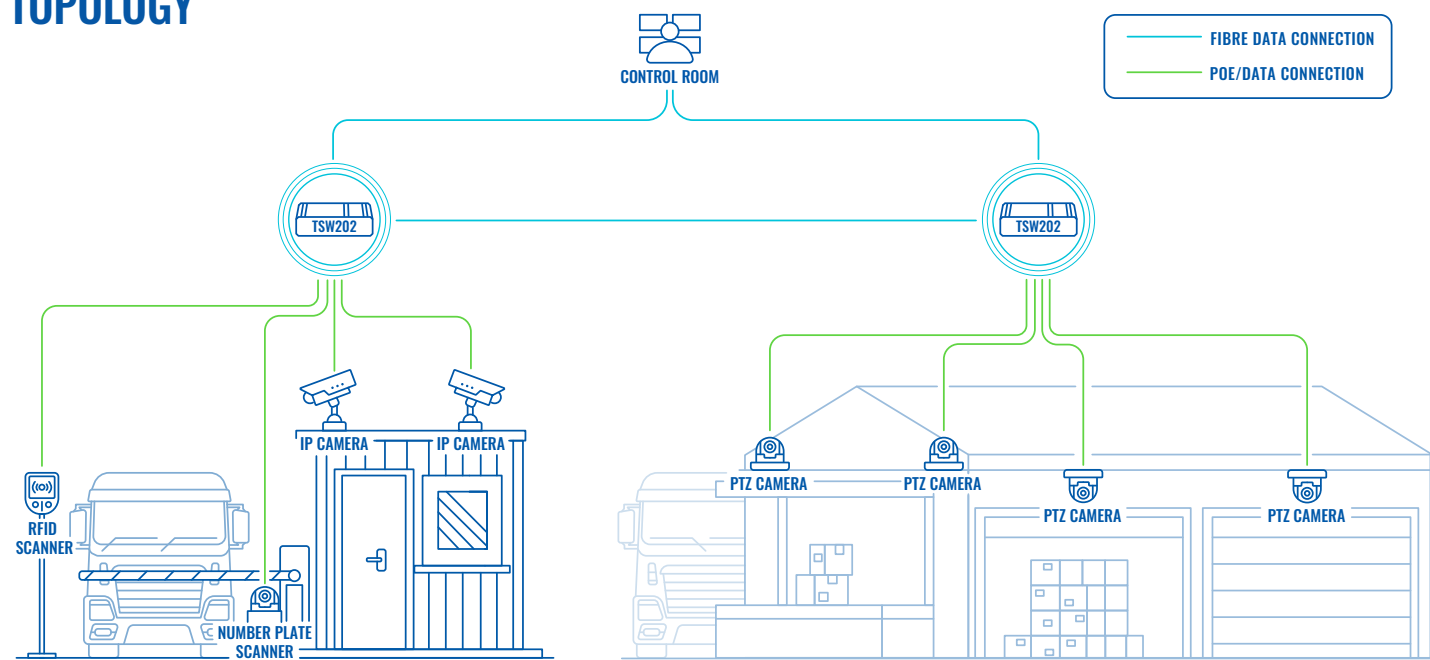 TOPOLOGY
CONTROL ROOM
FIBRE DATA CONNECTION
POE/DATA CONNECTION
TSW202
TSW202
IP CAMERA
IP CAMERA
PTZ CAMERA
PTZ CAMERA
PTZ CAMERA
PTZ CAMERA
RFID
SCANNER
NUMBER PLATE
SCANNER